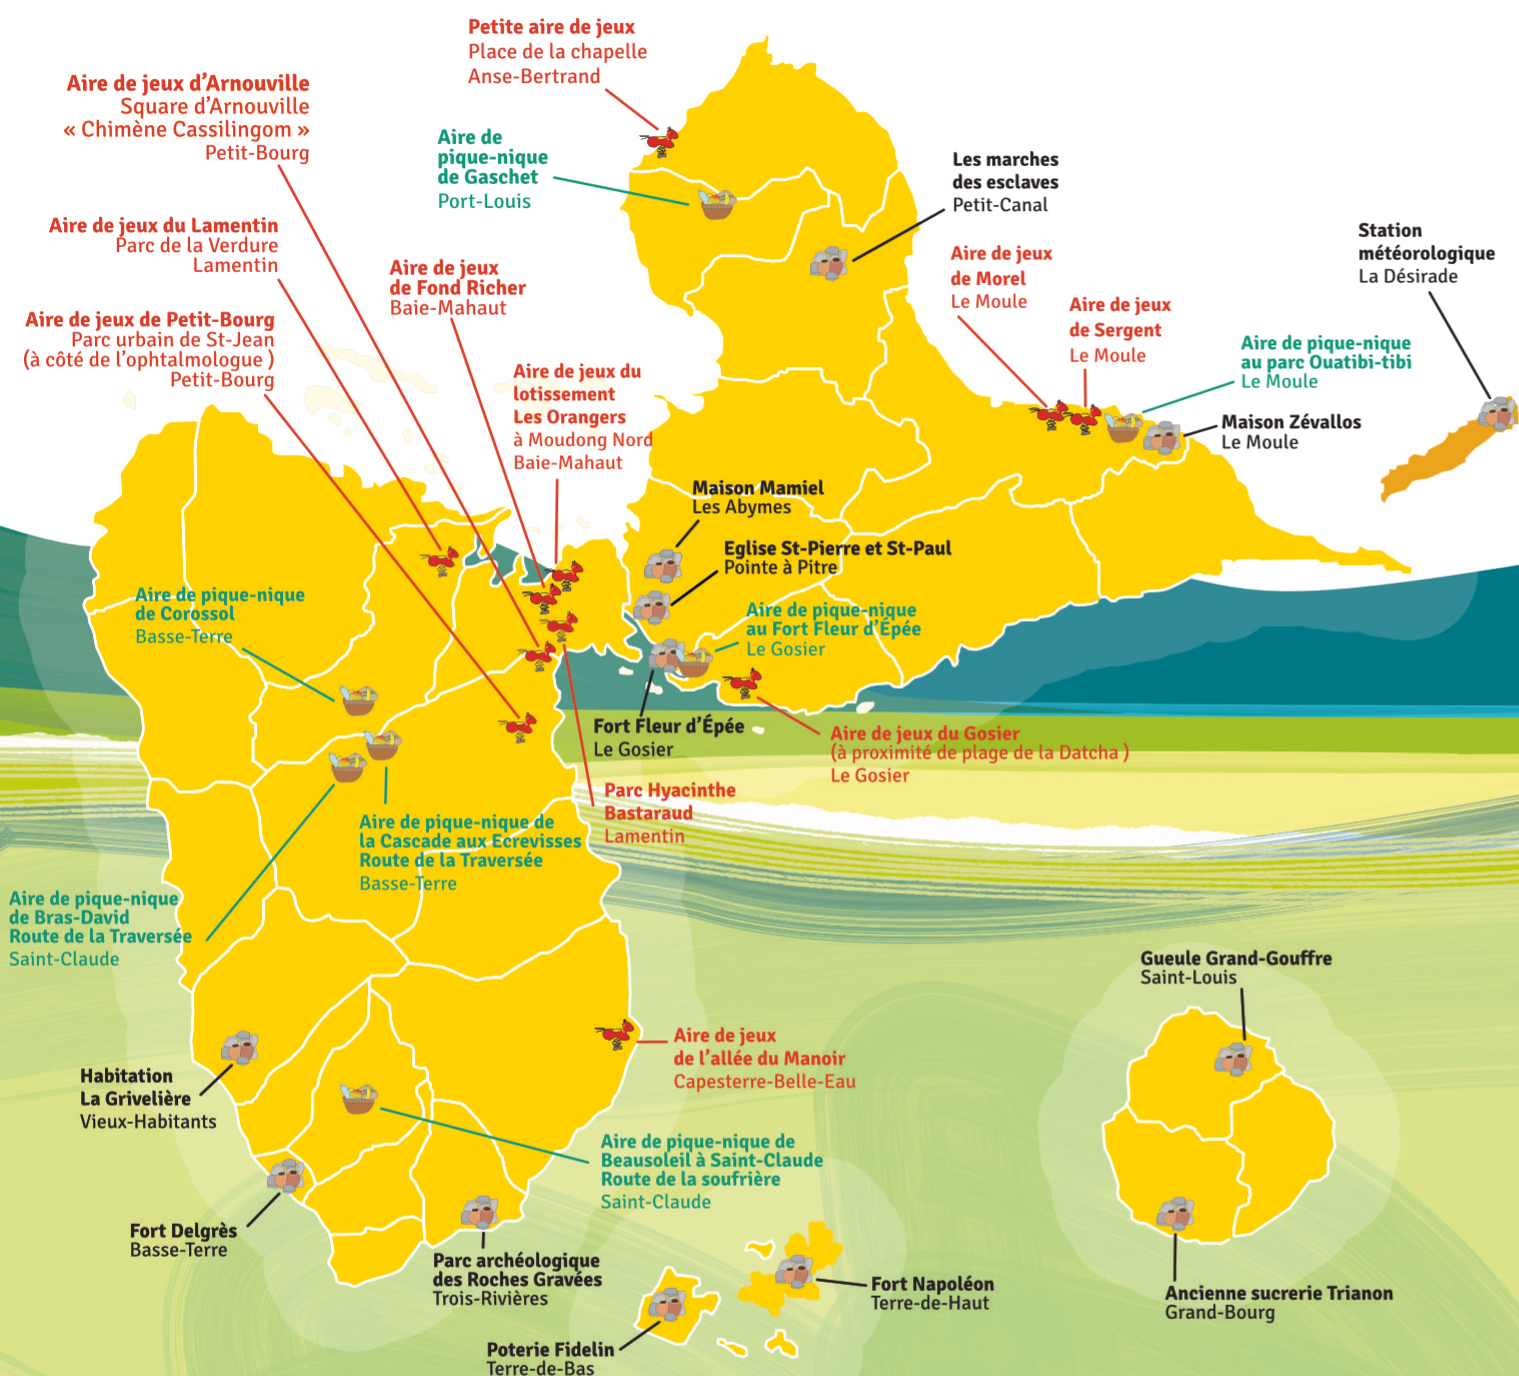 Petite aire de jeux
Place de la chapelle
Anse-Bertrand
Aire de jeux d’Arnouville
Square d’Arnouville
« Chimène Cassilingom »
Petit-Bourg
Aire de
pique-nique
de Gaschet
Port-Louis
Les marches
des esclaves
Petit-Canal
Aire de jeux du Lamentin
Parc de la Verdure
Lamentin
Station
météorologique
La Désirade
Aire de jeux
de Fond Richer
Baie-Mahaut
Aire de jeux
de Morel
Le Moule
Aire de jeux
de Sergent
Le Moule
Aire de jeux de Petit-Bourg
Parc urbain de St-Jean
(à côté de l’ophtalmologue )
Petit-Bourg
Aire de pique-nique
au parc Ouatibi-tibi
Le Moule
Aire de jeux du
lotissement
Les Orangers
à Moudong Nord
Baie-Mahaut
Maison Zévallos
Le Moule
Maison Mamiel
Les Abymes
Eglise St-Pierre et St-Paul
Pointe à Pitre
Aire de pique-nique
de Corossol
Basse-Terre
Aire de pique-nique
au Fort Fleur d’Épée
Le Gosier
Fort Fleur d’Épée
Le Gosier
Aire de jeux du Gosier
(à proximité de plage de la Datcha )
Le Gosier
Parc Hyacinthe
Bastaraud
Lamentin
Aire de pique-nique de
la Cascade aux Ecrevisses
Route de la Traversée
Basse-Terre
Aire de pique-nique
de Bras-David
Route de la Traversée
Saint-Claude
Gueule Grand-Gouffre
Saint-Louis
Aire de jeux
de l’allée du Manoir
Capesterre-Belle-Eau
Habitation
La Grivelière
Vieux-Habitants
Aire de pique-nique de
Beausoleil à Saint-Claude
Route de la soufrière
Saint-Claude
Fort Delgrès
Basse-Terre
Parc archéologique
des Roches Gravées
Trois-Rivières
Fort Napoléon
Terre-de-Haut
Ancienne sucrerie Trianon
Grand-Bourg
Poterie Fidelin
Terre-de-Bas